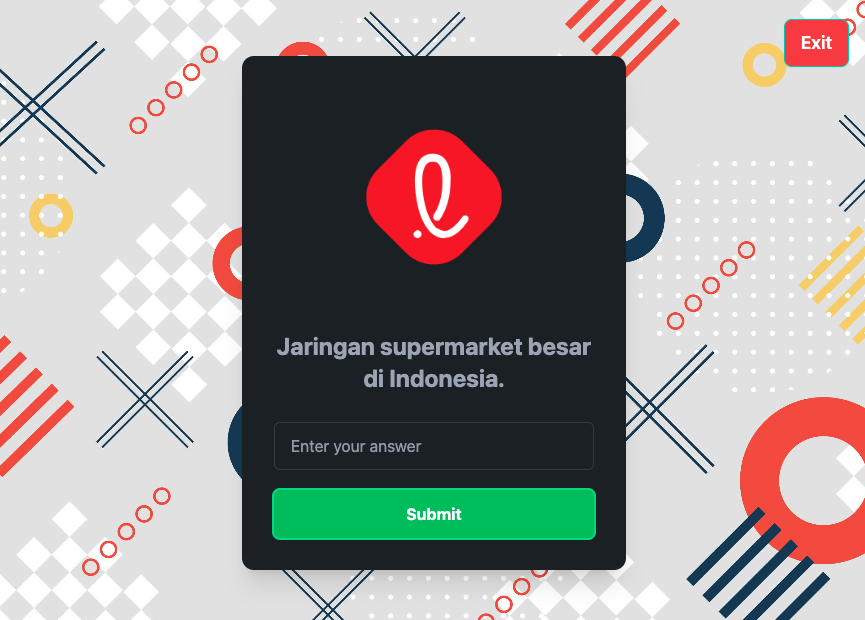 Exit
Jaringan supermarket besar
di Indonesia.
Enter your answer
Submit